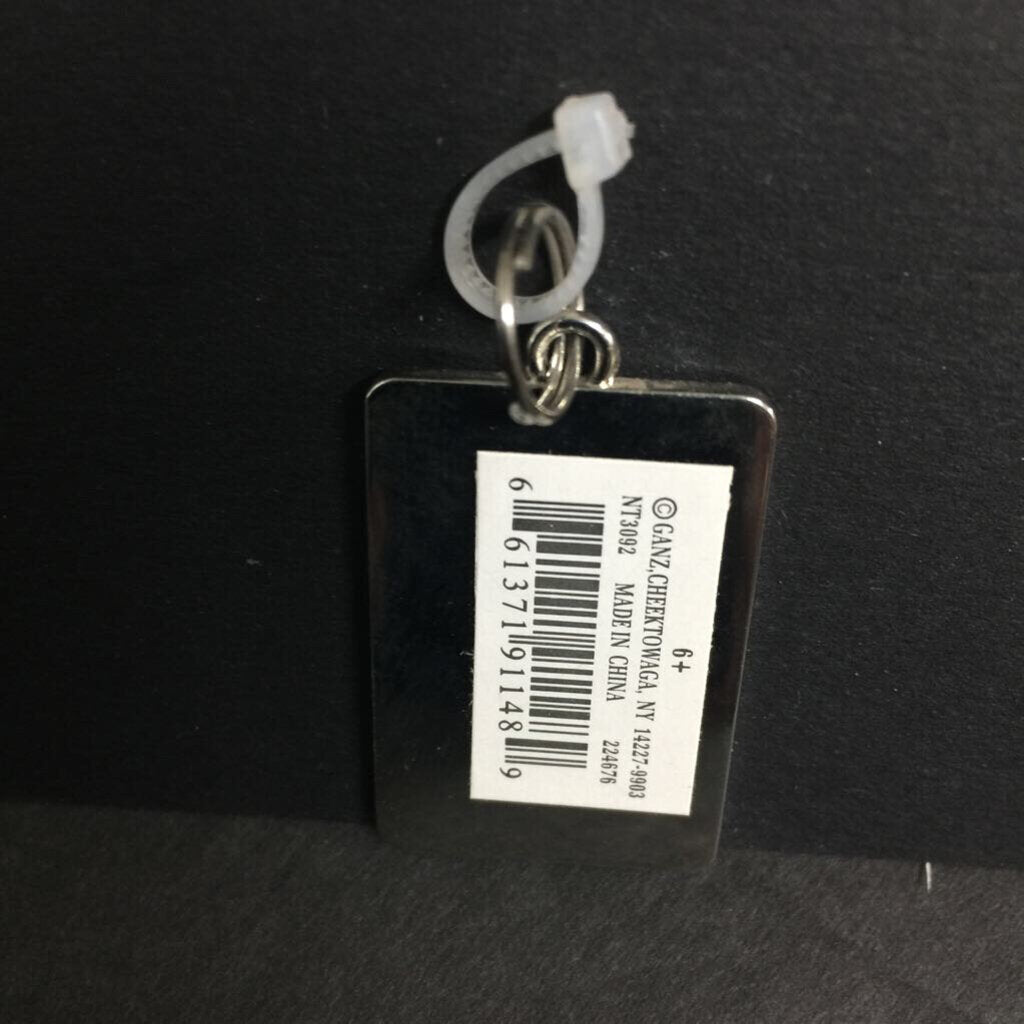 6+
©GANZ,CHEEKTOWAGA, NY 14227-9903
NT3092 MADE IN CHINA 224676
6 61371 91148 9